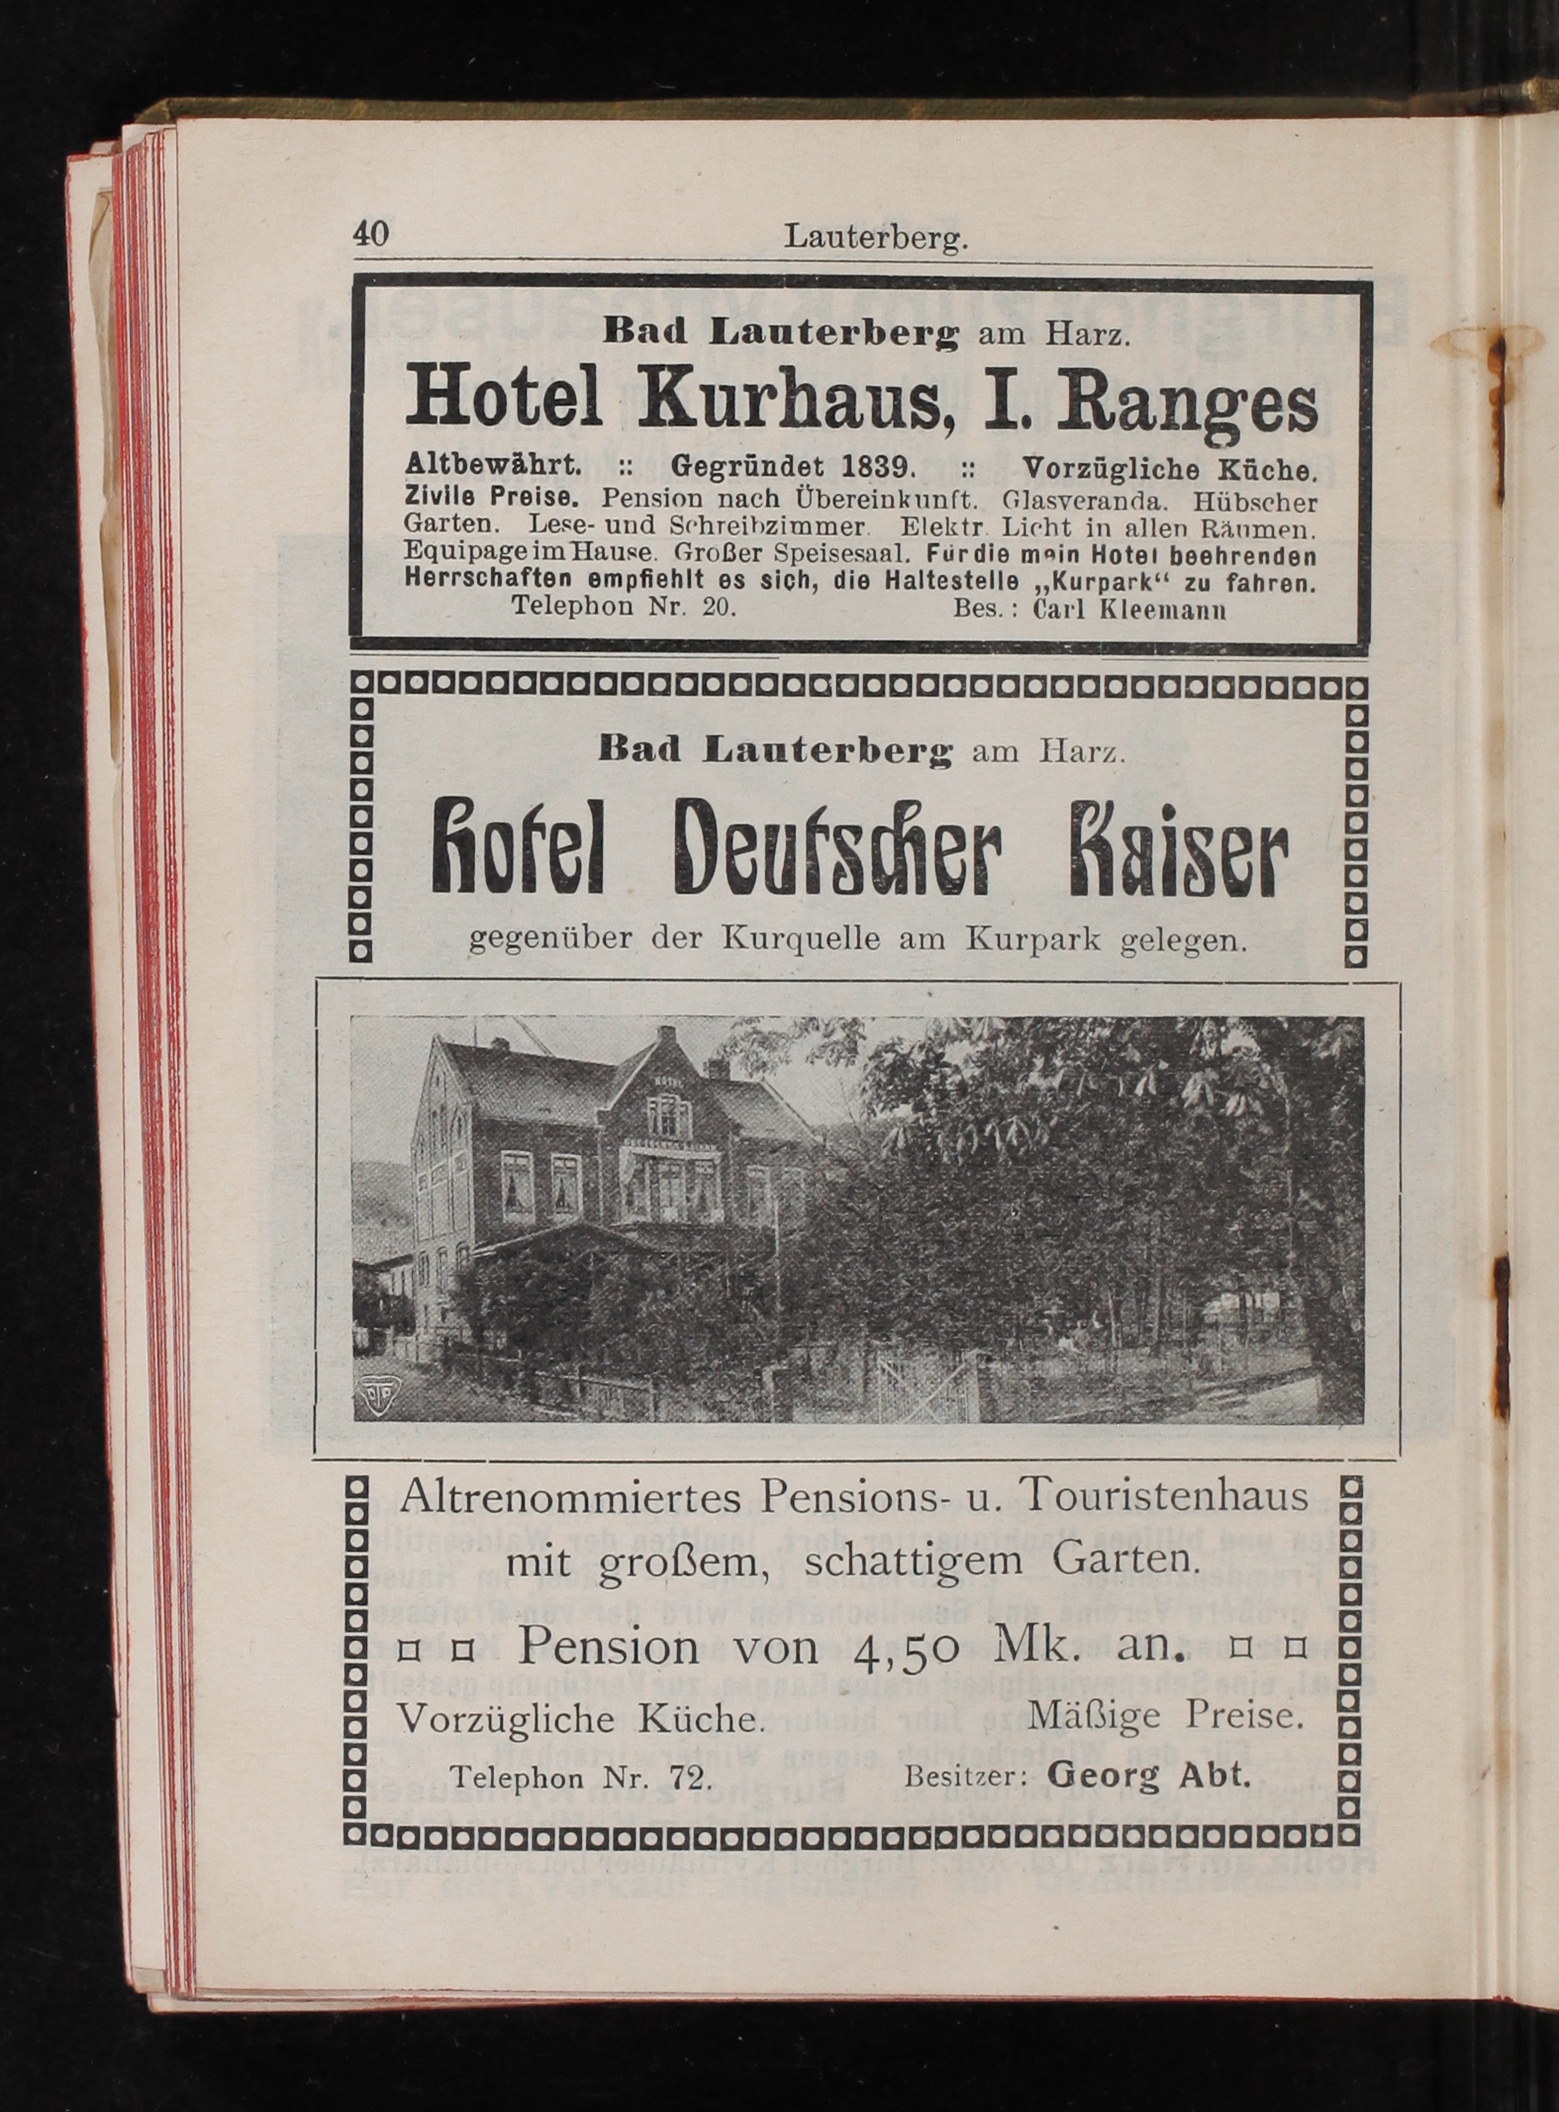 40
Lauterberg.
Bad Lauterberg am Harz.
Hotel Kurhaus, I. Ranges
Altbewährt. :: Gegründet 1839. :: Vorzügliche Küche.
Zivile Preise. Pension nach Übereinkunft. Glasveranda. Hübscher
Garten. Lese- und Schreibzimmer. Elektr. Licht in allen Räumen.
Equipage im Hause. Großer Speisesaal. Für die mein Hotel beehrenden
Herrschaften empfiehlt es sich, die Haltestelle „Kurpark“ zu fahren.
Telephon Nr. 20. Bes.: Carl Kleemann
Bad Lauterberg am Harz.
Hotel Deutscher Kaiser
gegenüber der Kurquelle am Kurpark gelegen.
HOTEL
Altrenommiertes Pensions- u. Touristenhaus
mit großem, schattigem Garten.
Pension von 4,50 Mk. an.
Vorzügliche Küche. Mäßige Preise.
Telephon Nr. 72. Besitzer: Georg Abt.